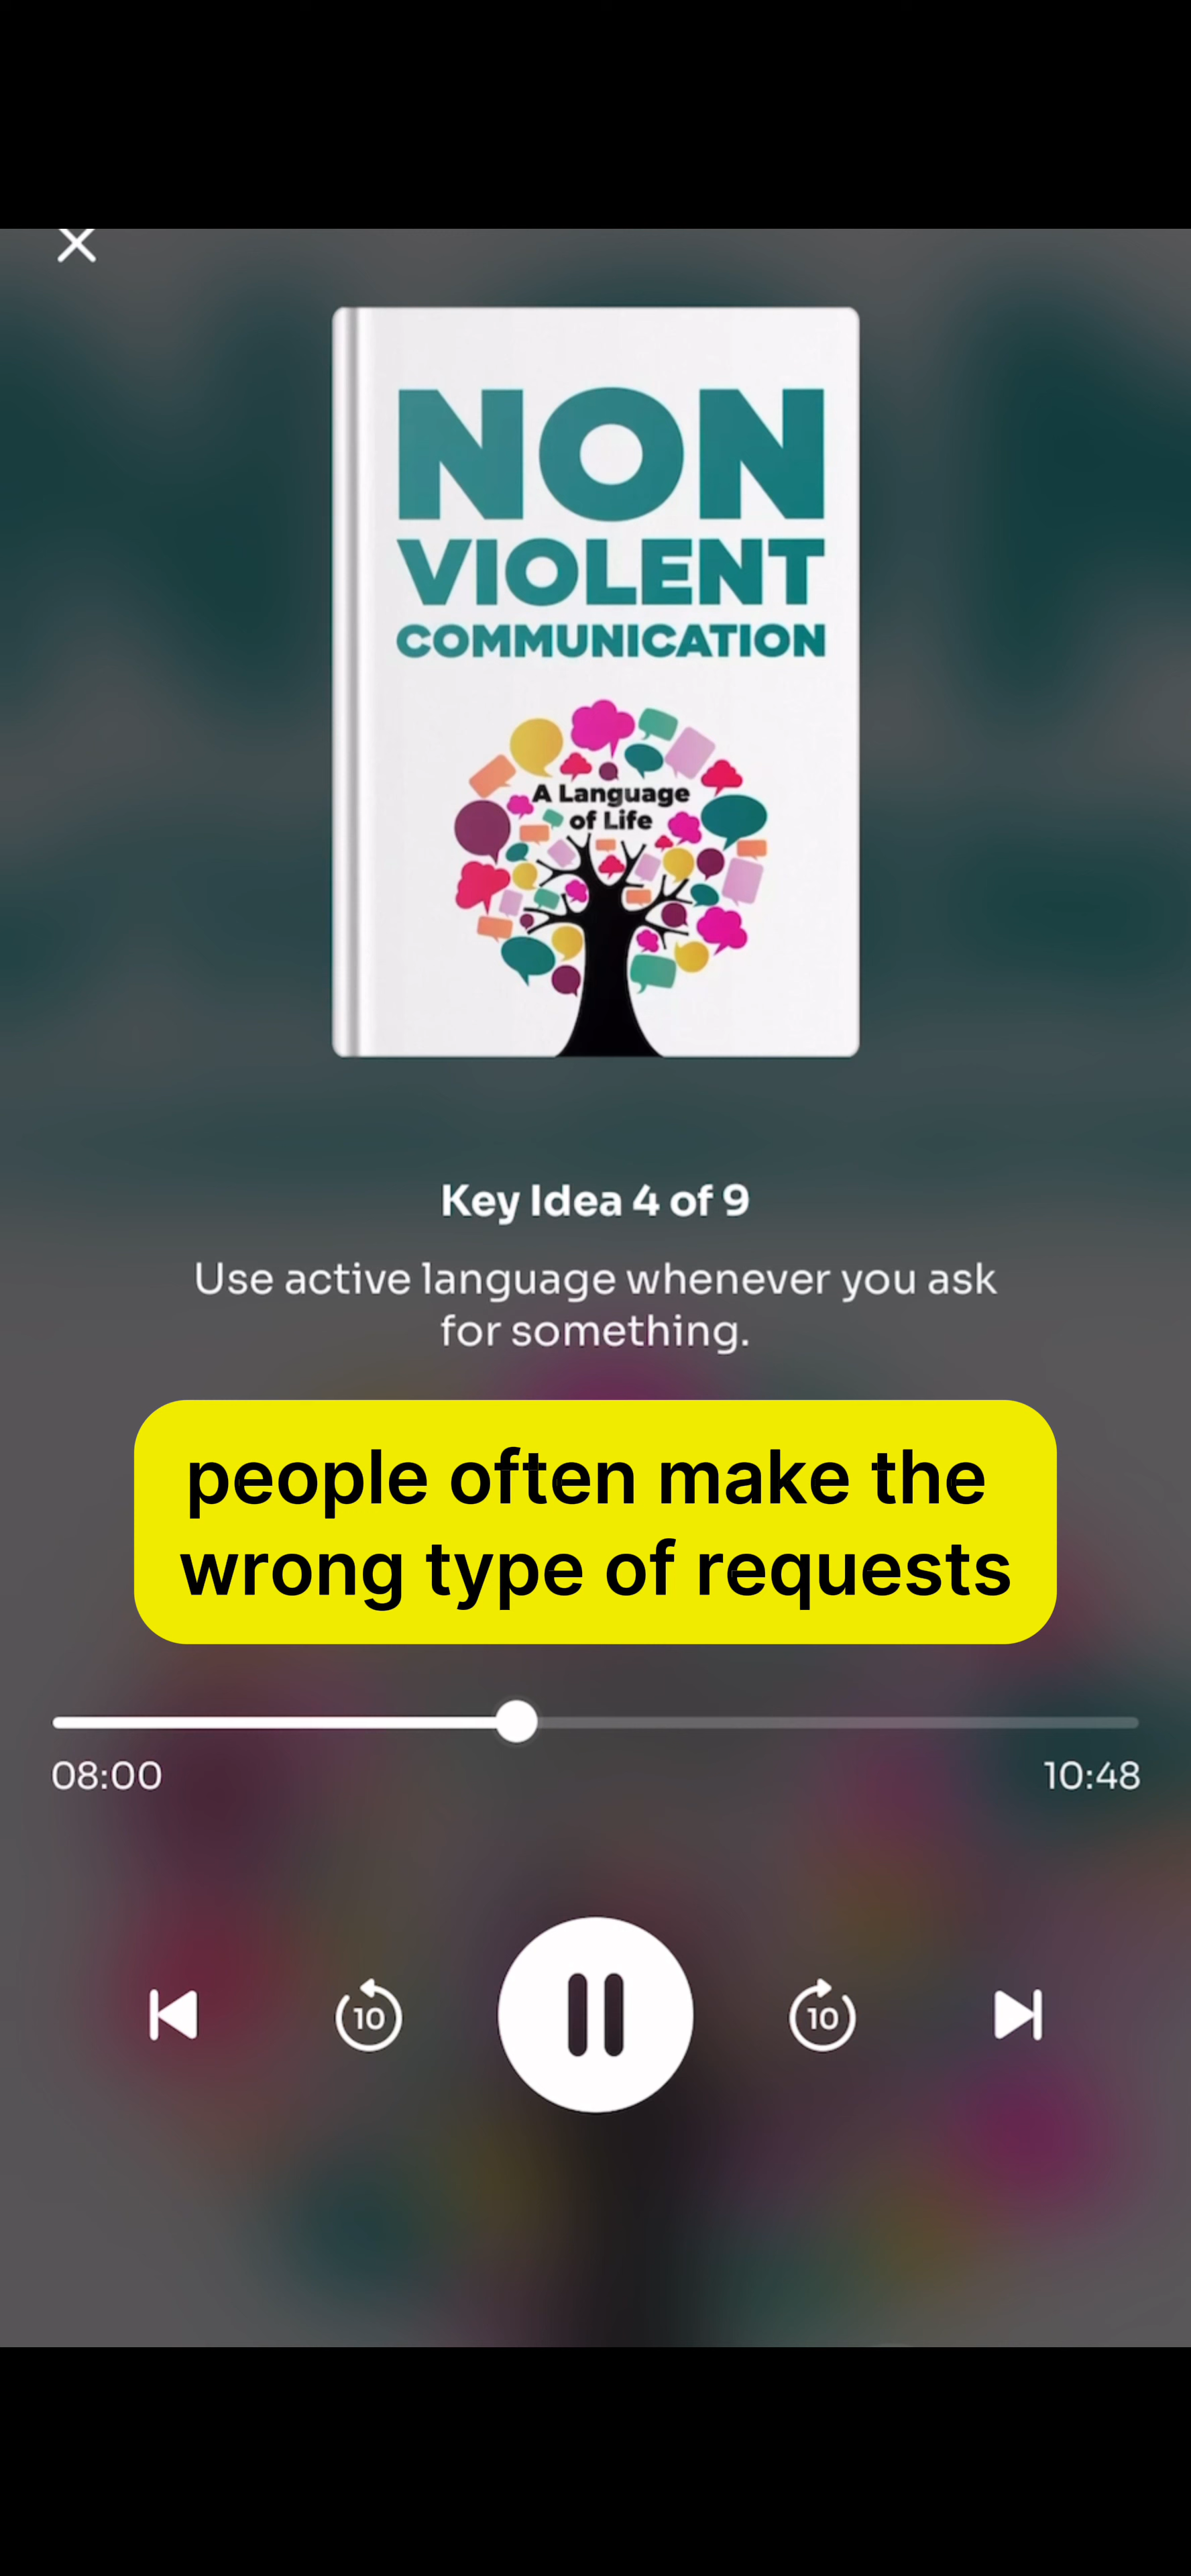 NON
VIOLENT
COMMUNICATION
A Language
of Life
Key Idea 4 of 9
Use active language whenever you ask
for something.
people often make the
wrong type of requests
08:00
10:48
10
10